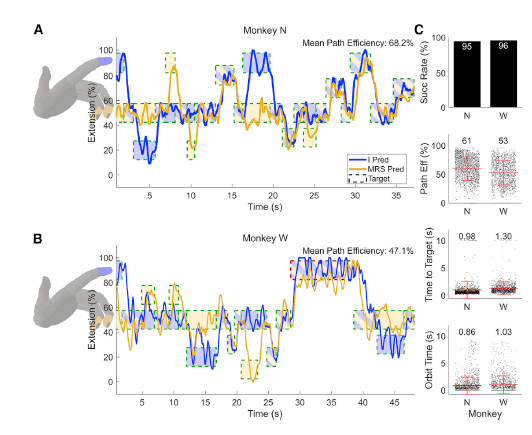 A
Monkey N
Mean Path Efficiency: 68.2%
Extension (%)
100
80
60
40
20
0
I Pred
MRS Pred
Target
5 10 15 20 25 30 35
Time (s)
B
Monkey W
Mean Path Efficiency: 47.1%
Extension (%)
100
80
60
40
20
0
5 10 15 20 25 30 35 40 45
Time (s)
C
Succ Rate (%)
100
50
0
95 96
N W
Path Eff (%)
100
50
0
61 53
N W
Time to Target (s)
10
5
0
0.98 1.30
N W
Orbit Time (s)
10
5
0
0.86 1.03
N W
Monkey